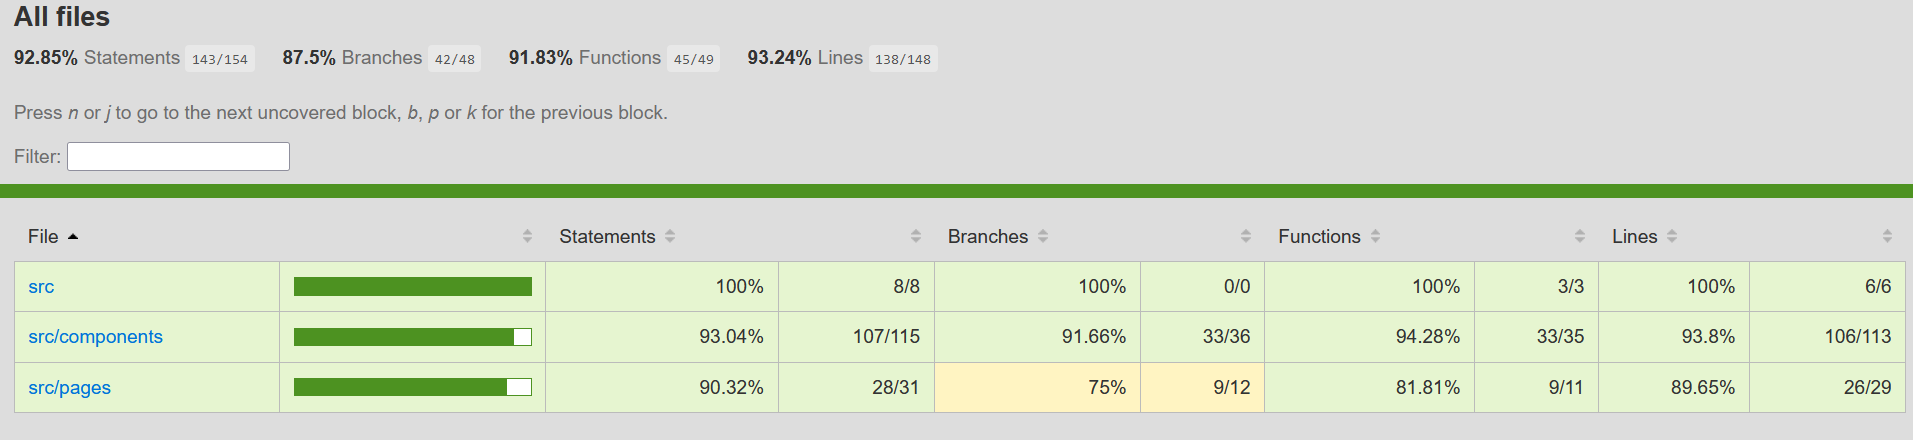 All files
92.85% Statements 143/154 87.5% Branches 42/48 91.83% Functions 45/49 93.24% Lines 138/148
Press n or j to go to the next uncovered block, b, p or k for the previous block.
Filter:
File Statements Branches Functions Lines
src 100% 8/8 100% 0/0 100% 3/3 100% 6/6
src/components 93.04% 107/115 91.66% 33/36 94.28% 33/35 93.8% 106/113
src/pages 90.32% 28/31 75% 9/12 81.81% 9/11 89.65% 26/29